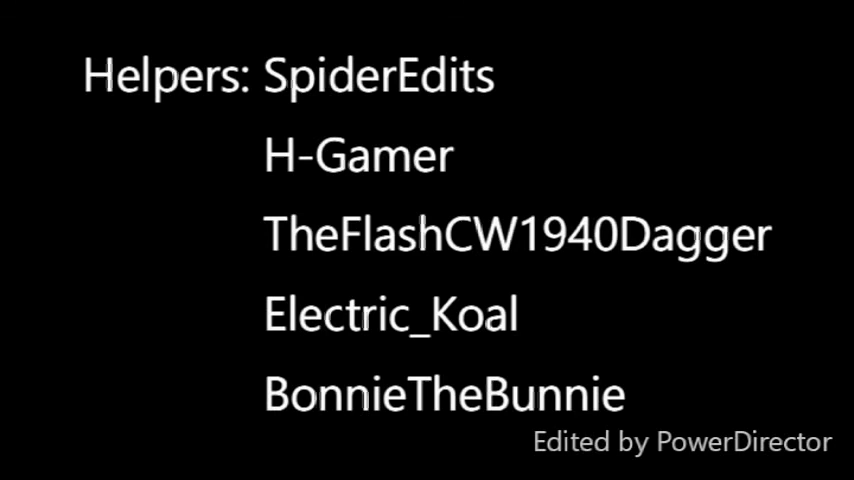 Helpers: SpiderEdits
H-Gamer
TheFlashCW1940Dagger
Electric_Koal
BonnieTheBunnie
Edited by PowerDirector